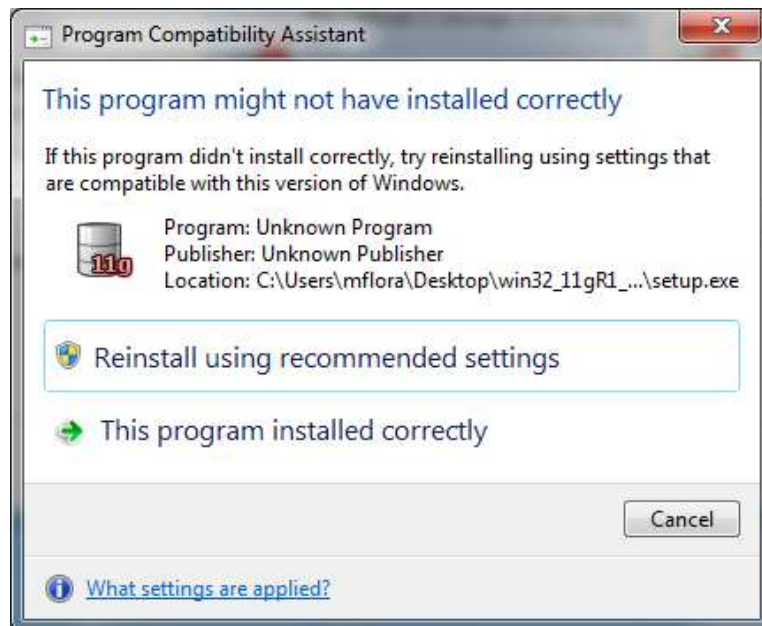 Program Compatibility Assistant
This program might not have installed correctly
If this program didn't install correctly, try reinstalling using settings that
are compatible with this version of Windows.
Program: Unknown Program
Publisher: Unknown Publisher
11g
Location: C:\Users\mflora\Desktop\win32_11gR1_...\setup.exe
Reinstall using recommended settings
This program installed correctly
Cancel
What settings are applied?